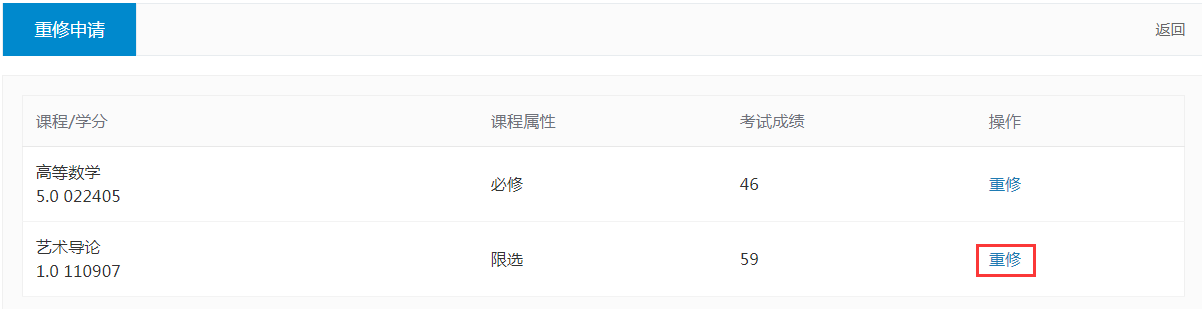 重修申请 返回
课程/学分 课程属性 考试成绩 操作
高等数学
5.0 022405
必修 46 重修
艺术导论
1.0 110907
限选 59 重修